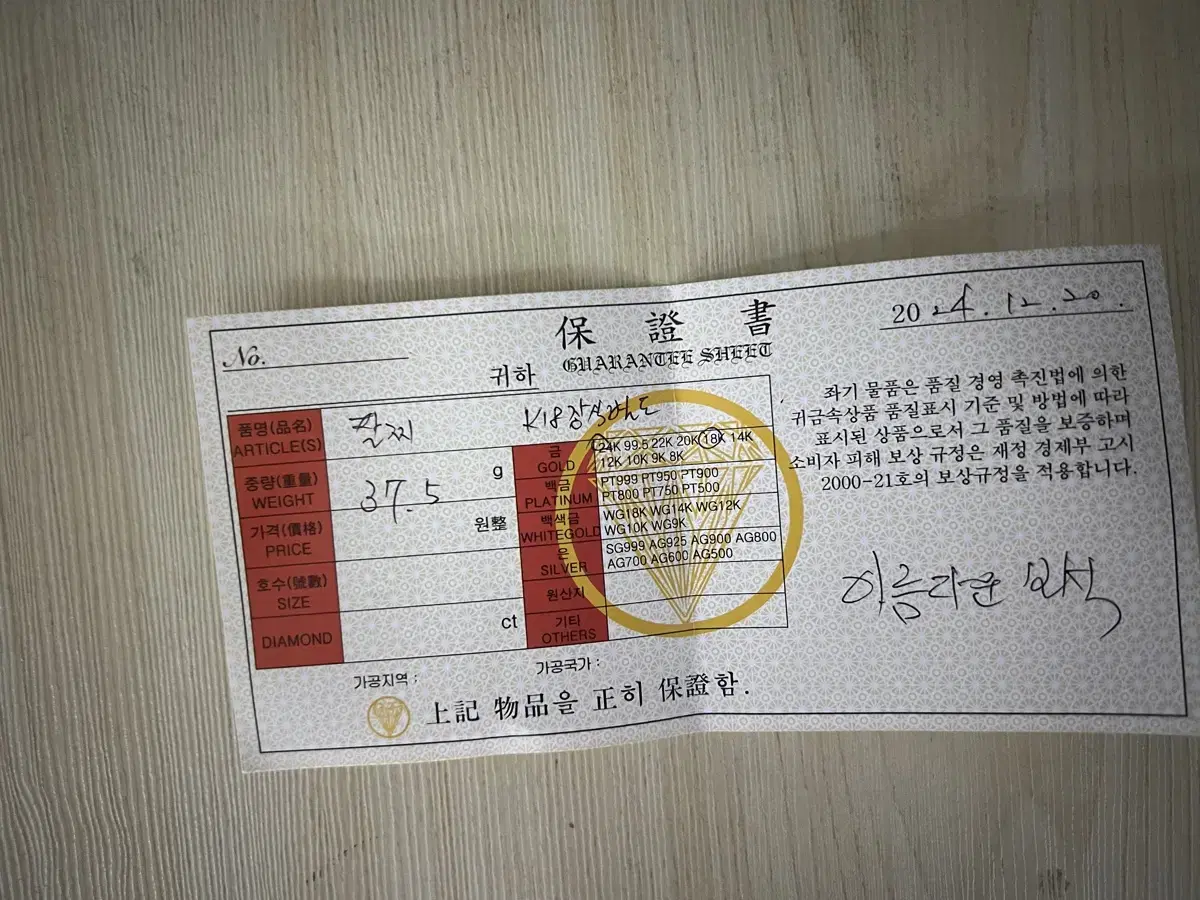 保 證 書
GUARANTEE SHEET
No.
귀하
2024. 12. 20.
品명(品名)
ARTICLE(S)
팔찌
K18장식
중량(重量)
WEIGHT
37.5
g
가격(價格)
PRICE
원整
호수(號數)
SIZE
DIAMOND
ct
금
GOLD
24K 99.5 22K 20K 18K 14K
12K 10K 9K 8K
백금
PLATINUM
PT999 PT950 PT900
PT800 PT750 PT500
백색금
WHITEGOLD
WG18K WG14K WG12K
WG10K WG9K
은
SILVER
SG999 AG925 AG900 AG800
AG700 AG600 AG500
원산지
기타
OTHERS
가공지역 :
가공국가 :
上記 物品을 正히 保證함.
좌기 물품은 품질 경영 촉진법에 의한
귀금속상품 품질표시 기준 및 방법에 따라
표시된 상품으로서 그 품질을 보증하며
소비자 피해 보상 규정은 재정 경제부 고시
2000-21호의 보상규정을 적용합니다.